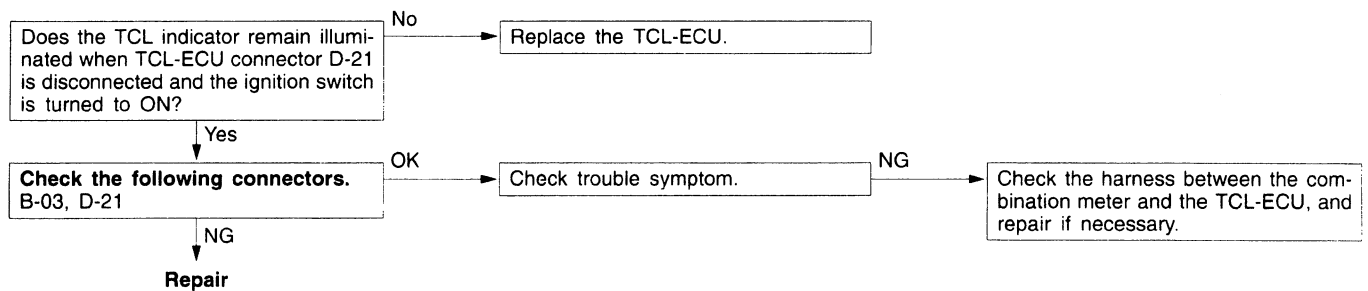 Does the TCL indicator remain illumi-
nated when TCL-ECU connector D-21
is disconnected and the ignition switch
is turned to ON?
No
Replace the TCL-ECU.
Yes
Check the following connectors.
B-03, D-21
OK
Check trouble symptom.
NG
Check the harness between the com-
bination meter and the TCL-ECU, and
repair if necessary.
NG
Repair